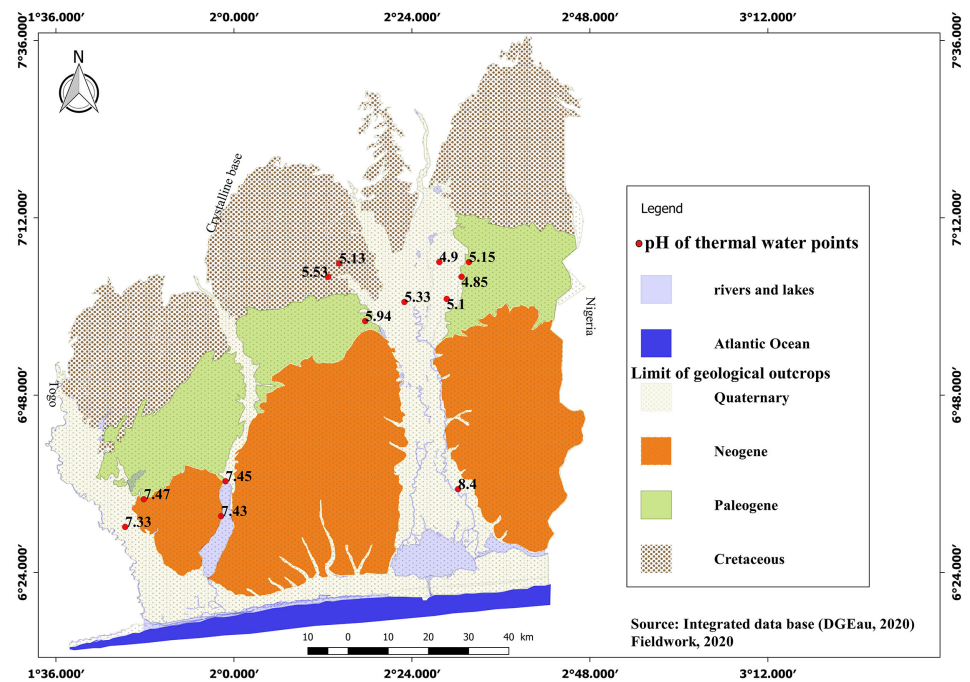 1°36.000' 2°0.000' 2°24.000' 2°48.000' 3°12.000'
7°36.000' 7°36.000'
N
Crystalline base
7°12.000' 7°12.000'
5.13 4.9 5.15
5.53 4.85
5.33 5.1
5.94
Nigeria
Togo
6°48.000' 6°48.000'
7.45
7.47 8.4
7.33 7.43
6°24.000' 6°24.000'
Legend
pH of thermal water points
rivers and lakes
Atlantic Ocean
Limit of geological outcrops
Quaternary
Neogene
Paleogene
Cretaceous
Source: Integrated data base (DGEau, 2020)
Fieldwork, 2020
10 0 10 20 30 40 km
1°36.000' 2°0.000' 2°24.000' 2°48.000' 3°12.000'